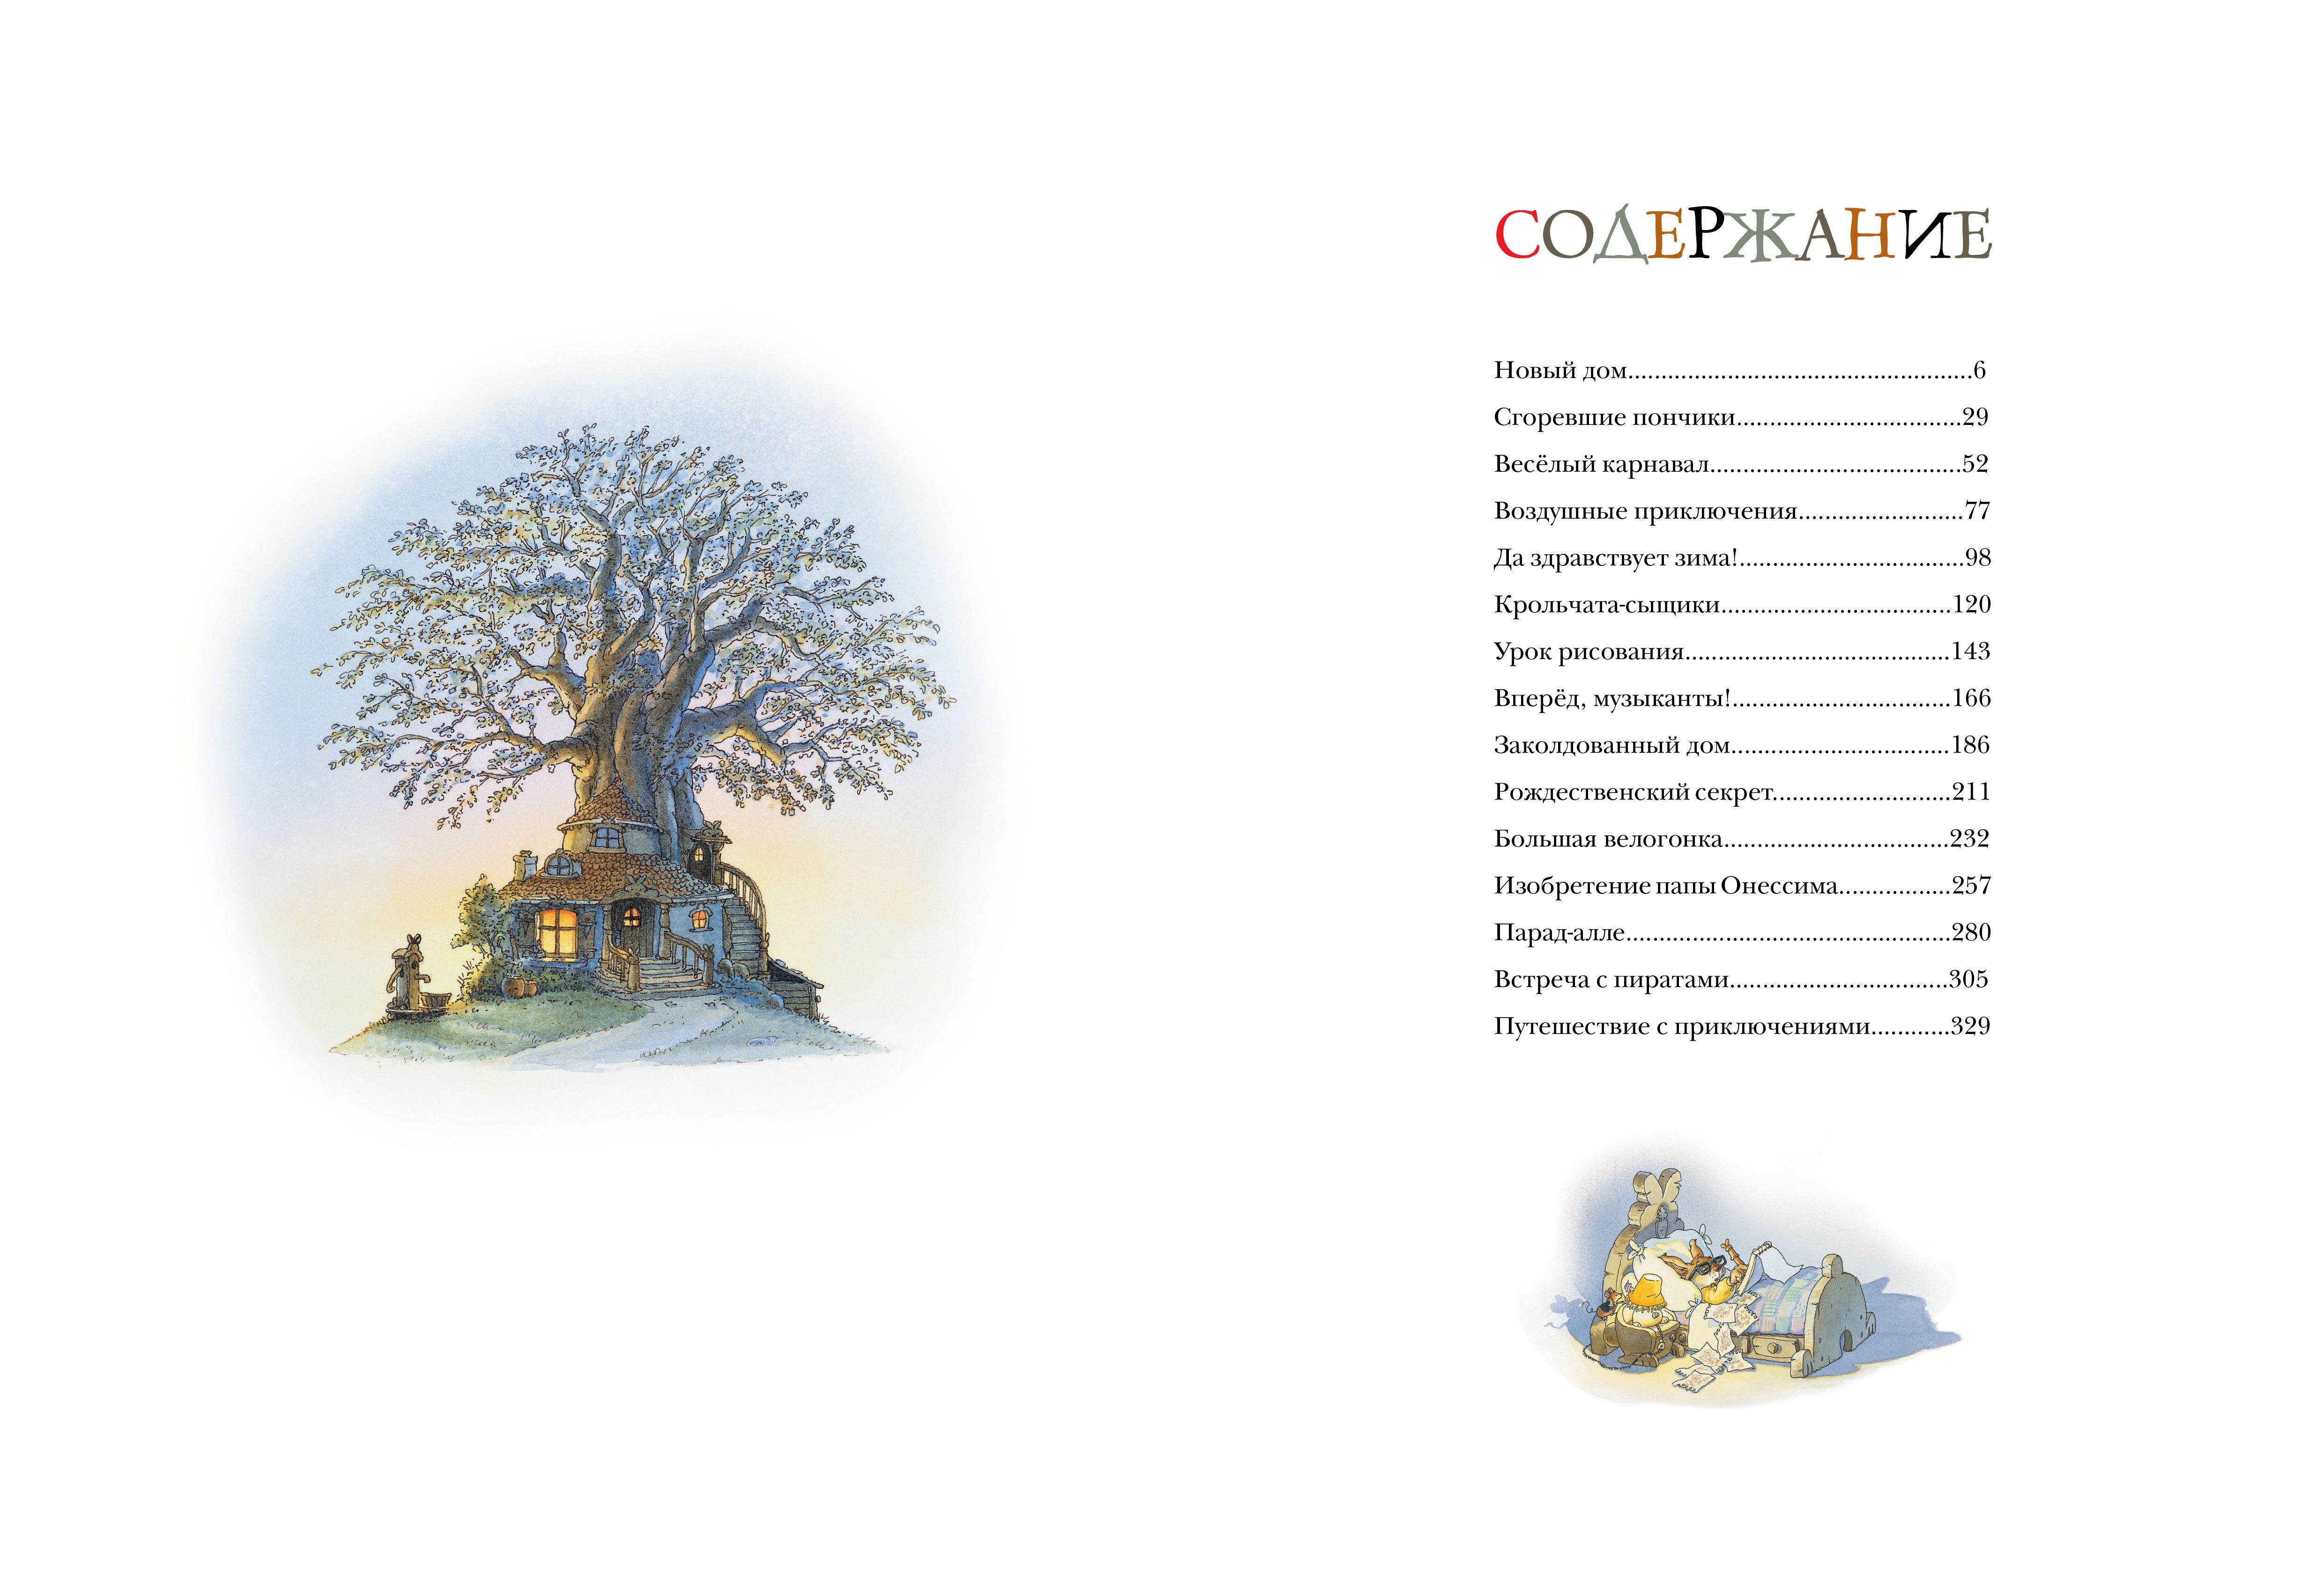 СОДЕРЖАНИЕ
Новый дом....................................................6
Сгоревшие пончики..................................29
Весёлый карнавал......................................52
Воздушные приключения.........................77
Да здравствует зима!..................................98
Крольчата-сыщики...................................120
Урок рисования........................................143
Вперёд, музыканты!.................................166
Заколдованный дом.................................186
Рождественский секрет...........................211
Большая велогонка..................................232
Изобретение папы Онессима.................257
Парад-алле.................................................280
Встреча с пиратами.................................305
Путешествие с приключениями............329